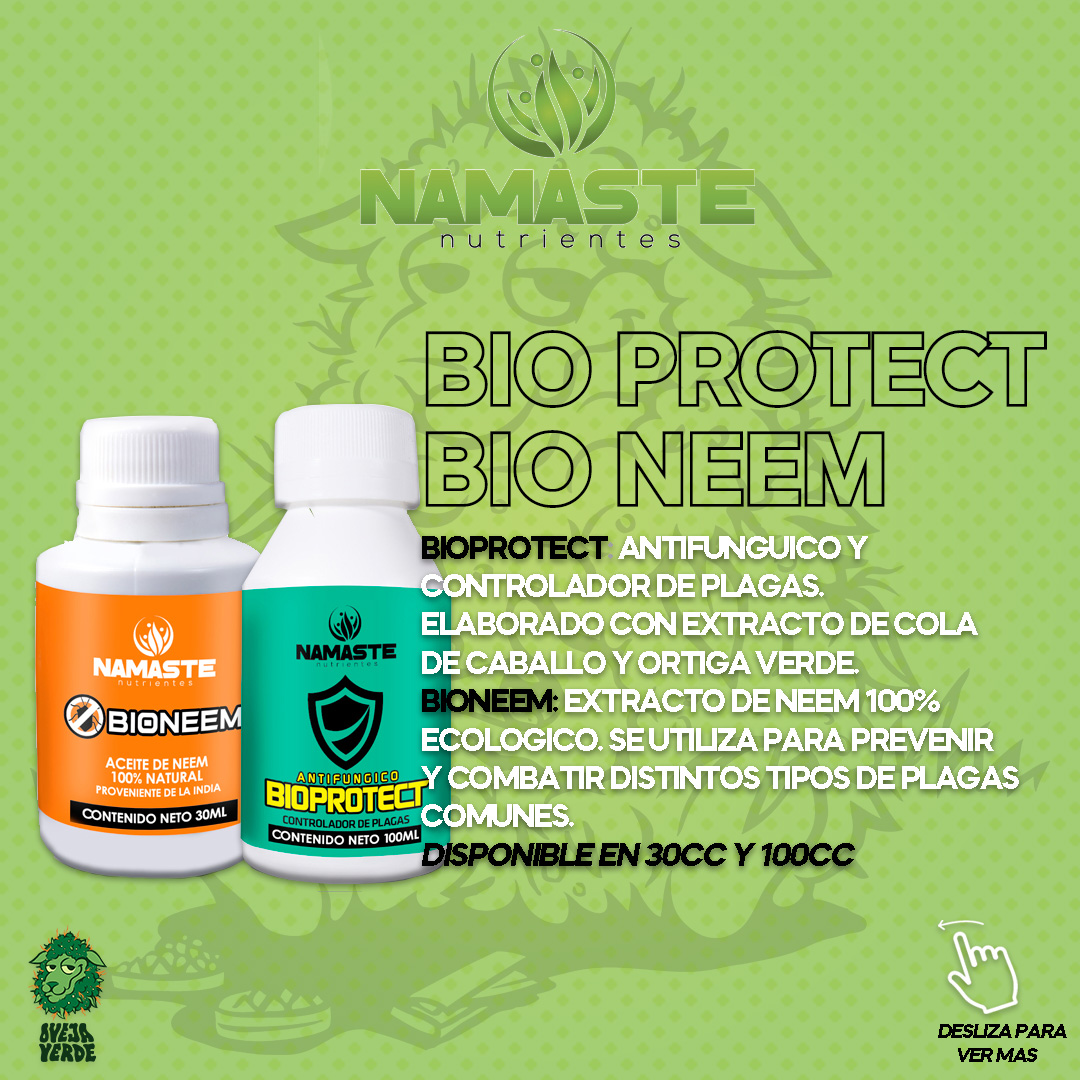 NAMASTE
nutrientes
BIO PROTECT
BIO NEEM
BIOPROTECT: ANTIFUNGUICO Y
CONTROLADOR DE PLAGAS.
ELABORADO CON EXTRACTO DE COLA
DE CABALLO Y ORTIGA VERDE.
BIONEEM: EXTRACTO DE NEEM 100%
ECOLOGICO. SE UTILIZA PARA PREVENIR
Y COMBATIR DISTINTOS TIPOS DE PLAGAS
COMUNES.
DISPONIBLE EN 30CC Y 100CC
NAMASTE
nutrientes
BIONEEM
ACEITE DE NEEM
100% NATURAL
PROVENIENTE DE LA INDIA
CONTENIDO NETO 30ML
NAMASTE
nutrientes
ANTIFUNGICO
BIOPROTECT
CONTROLADOR DE PLAGAS
CONTENIDO NETO 100ML
OVEJA
VERDE
DESLIZA PARA
VER MAS